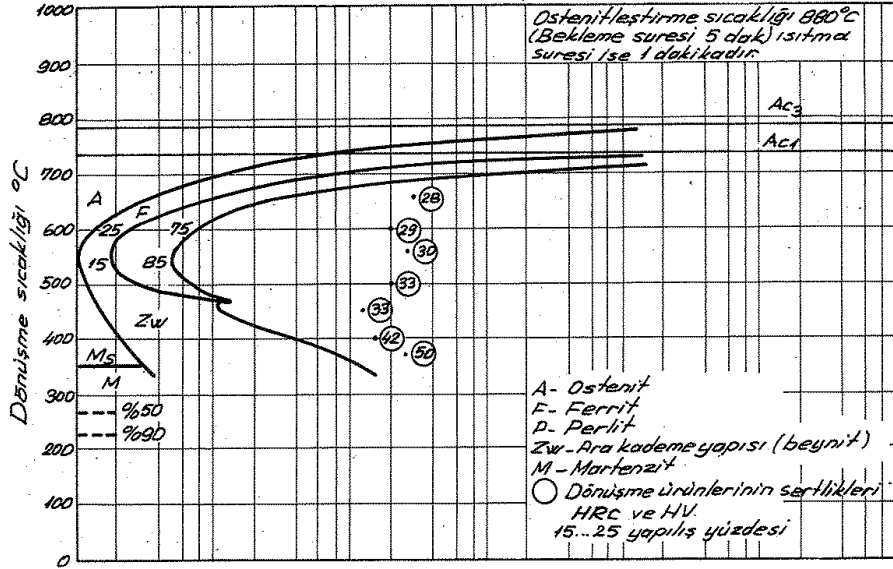 1000
Ostenitleştirme sıcaklığı 880°C
(Bekleme suresi 5 dak) ısıtma
suresi ise 1 dakikadır.
900
800
Ac3
Ac1
700
600
500
400
300
200
100
0
Dönüşme sıcaklığı °C
A
F
25
75
15
85
Zw
Ms
M
%50
%90
28
29
30
33
33
42
50
A- Ostenit
F- Ferrit
P- Perlit
Zw-Ara kademe yapısı (beynit)
M-Martenzit
Dönüşme ürünlerinin sertlikleri
HRc ve HV.
15...25 yapılış yüzdesi